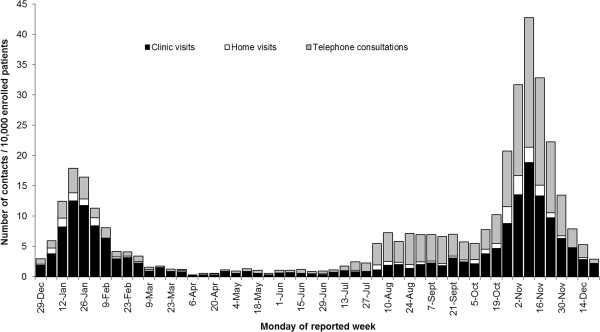 45
40
35
30
25
20
15
10
5
0
Number of contacts / 10,000 enrolled patients
Clinic visits Home visits Telephone consultations
29-Dec 12-Jan 26-Jan 9-Feb 23-Feb 9-Mar 23-Mar 6-Apr 20-Apr 4-May 18-May 1-Jun 15-Jun 29-Jun 13-Jul 27-Jul 10-Aug 24-Aug 7-Sept 21-Sept 5-Oct 19-Oct 2-Nov 16-Nov 30-Nov 14-Dec
Monday of reported week